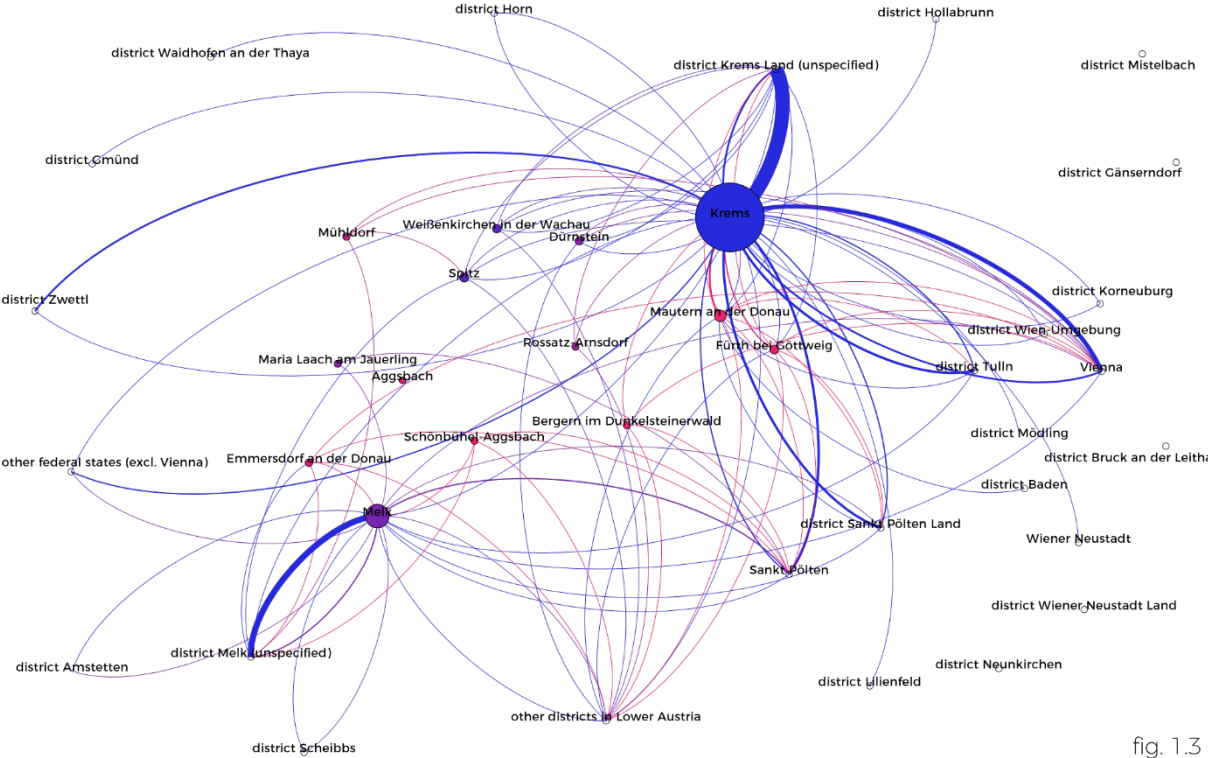 district Horn
district Hollabrunn
district Waidhofen an der Thaya
district Krems Land (unspecified)
district Mistelbach
district Gmünd
district Gänserndorf
Krems
Weißenkirchen in der Wachau
Mühldorf
Dürnstein
Spitz
district Korneuburg
district Zwettl
Mautern an der Donau
district Wien-Umgebung
Rossatz-Arnsdorf
Furth bei Göttweig
Maria Laach am Jauerling
district Tulln
Vienna
Aggsbach
Bergern im Dunkelsteinerwald
district Mödling
Schönbühel-Aggsbach
other federal states (excl. Vienna)
Emmersdorf an der Donau
district Bruck an der Leitha
district Baden
Melk
district Sankt Pölten Land
Wiener Neustadt
Sankt Pölten
district Wiener Neustadt Land
district Melk (unspecified)
district Amstetten
district Neunkirchen
district Lilienfeld
other districts in Lower Austria
district Scheibbs
fig. 1.3